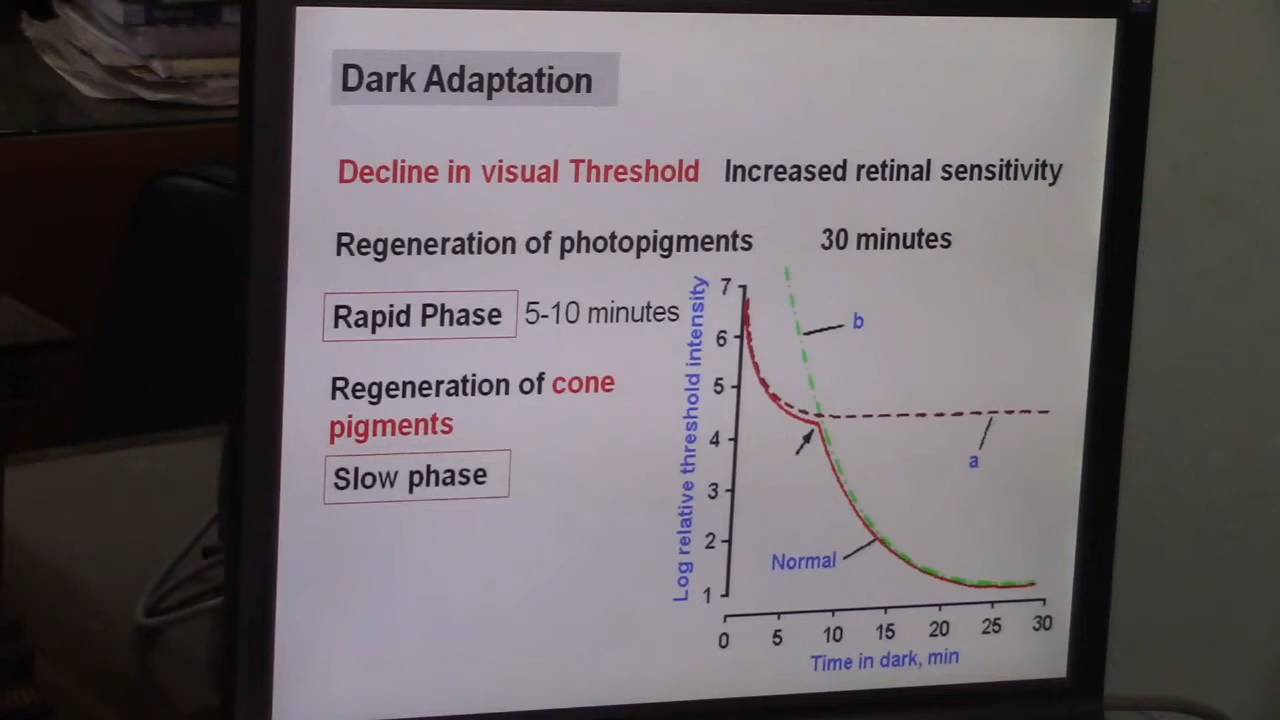 Dark Adaptation
Decline in visual Threshold Increased retinal sensitivity
Regeneration of photopigments 30 minutes
Rapid Phase 5-10 minutes
Regeneration of cone
pigments
Slow phase
Log relative threshold intensity
7
6
5
4
3
2
1
b
a
Normal
0 5 10 15 20 25 30
Time in dark, min